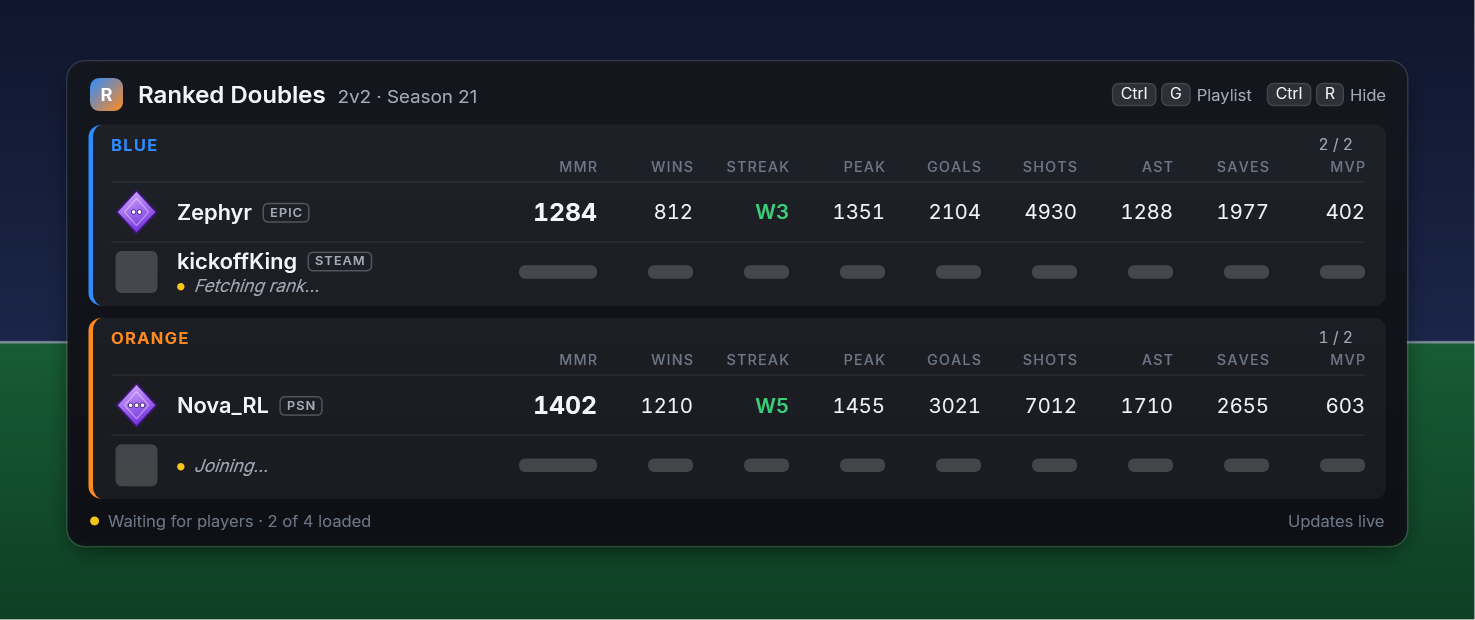 R Ranked Doubles 2v2 · Season 21 Ctrl G Playlist Ctrl R Hide
BLUE 2 / 2
MMR WINS STREAK PEAK GOALS SHOTS AST SAVES MVP
Zephyr EPIC 1284 812 W3 1351 2104 4930 1288 1977 402
kickoffKing STEAM
Fetching rank...
ORANGE 1 / 2
MMR WINS STREAK PEAK GOALS SHOTS AST SAVES MVP
Nova_RL PSN 1402 1210 W5 1455 3021 7012 1710 2655 603
Joining...
Waiting for players · 2 of 4 loaded Updates live